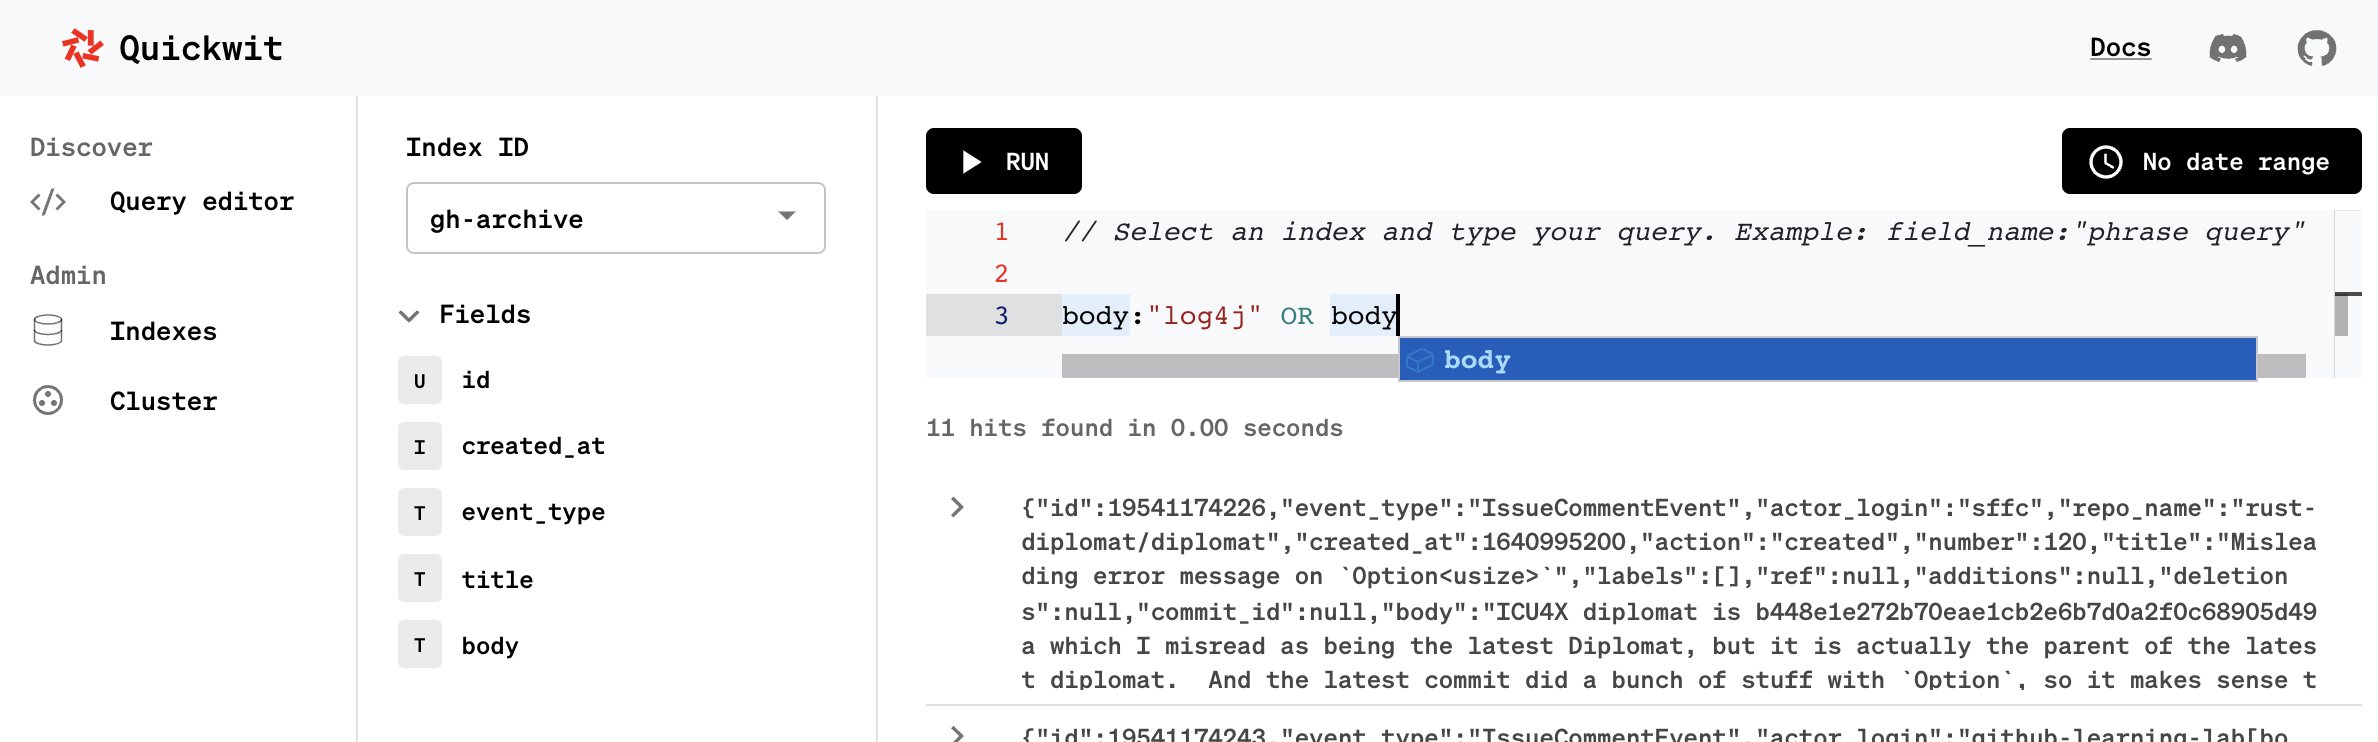 Quickwit
Docs
Discover
</> Query editor
Admin
Indexes
Cluster
Index ID
gh-archive
Fields
U id
I created_at
T event_type
T title
T body
RUN
No date range
1 // Select an index and type your query. Example: field_name:"phrase query"
2
3 body:"log4j" OR body
body
11 hits found in 0.00 seconds
{"id":19541174226,"event_type":"IssueCommentEvent","actor_login":"sffc","repo_name":"rust-
diplomat/diplomat","created_at":1640995200,"action":"created","number":120,"title":"Mislea
ding error message on `Option<usize>`","labels":[],"ref":null,"additions":null,"deletion
s":null,"commit_id":null,"body":"ICU4X diplomat is b448e1e272b70eae1cb2e6b7d0a2f0c68905d49
a which I misread as being the latest Diplomat, but it is actually the parent of the lates
t diplomat.  And the latest commit did a bunch of stuff with `Option`, so it makes sense t
{"id":19541174243,"event_type":"IssueCommentEvent","actor_login":"github-learning-lab[bo